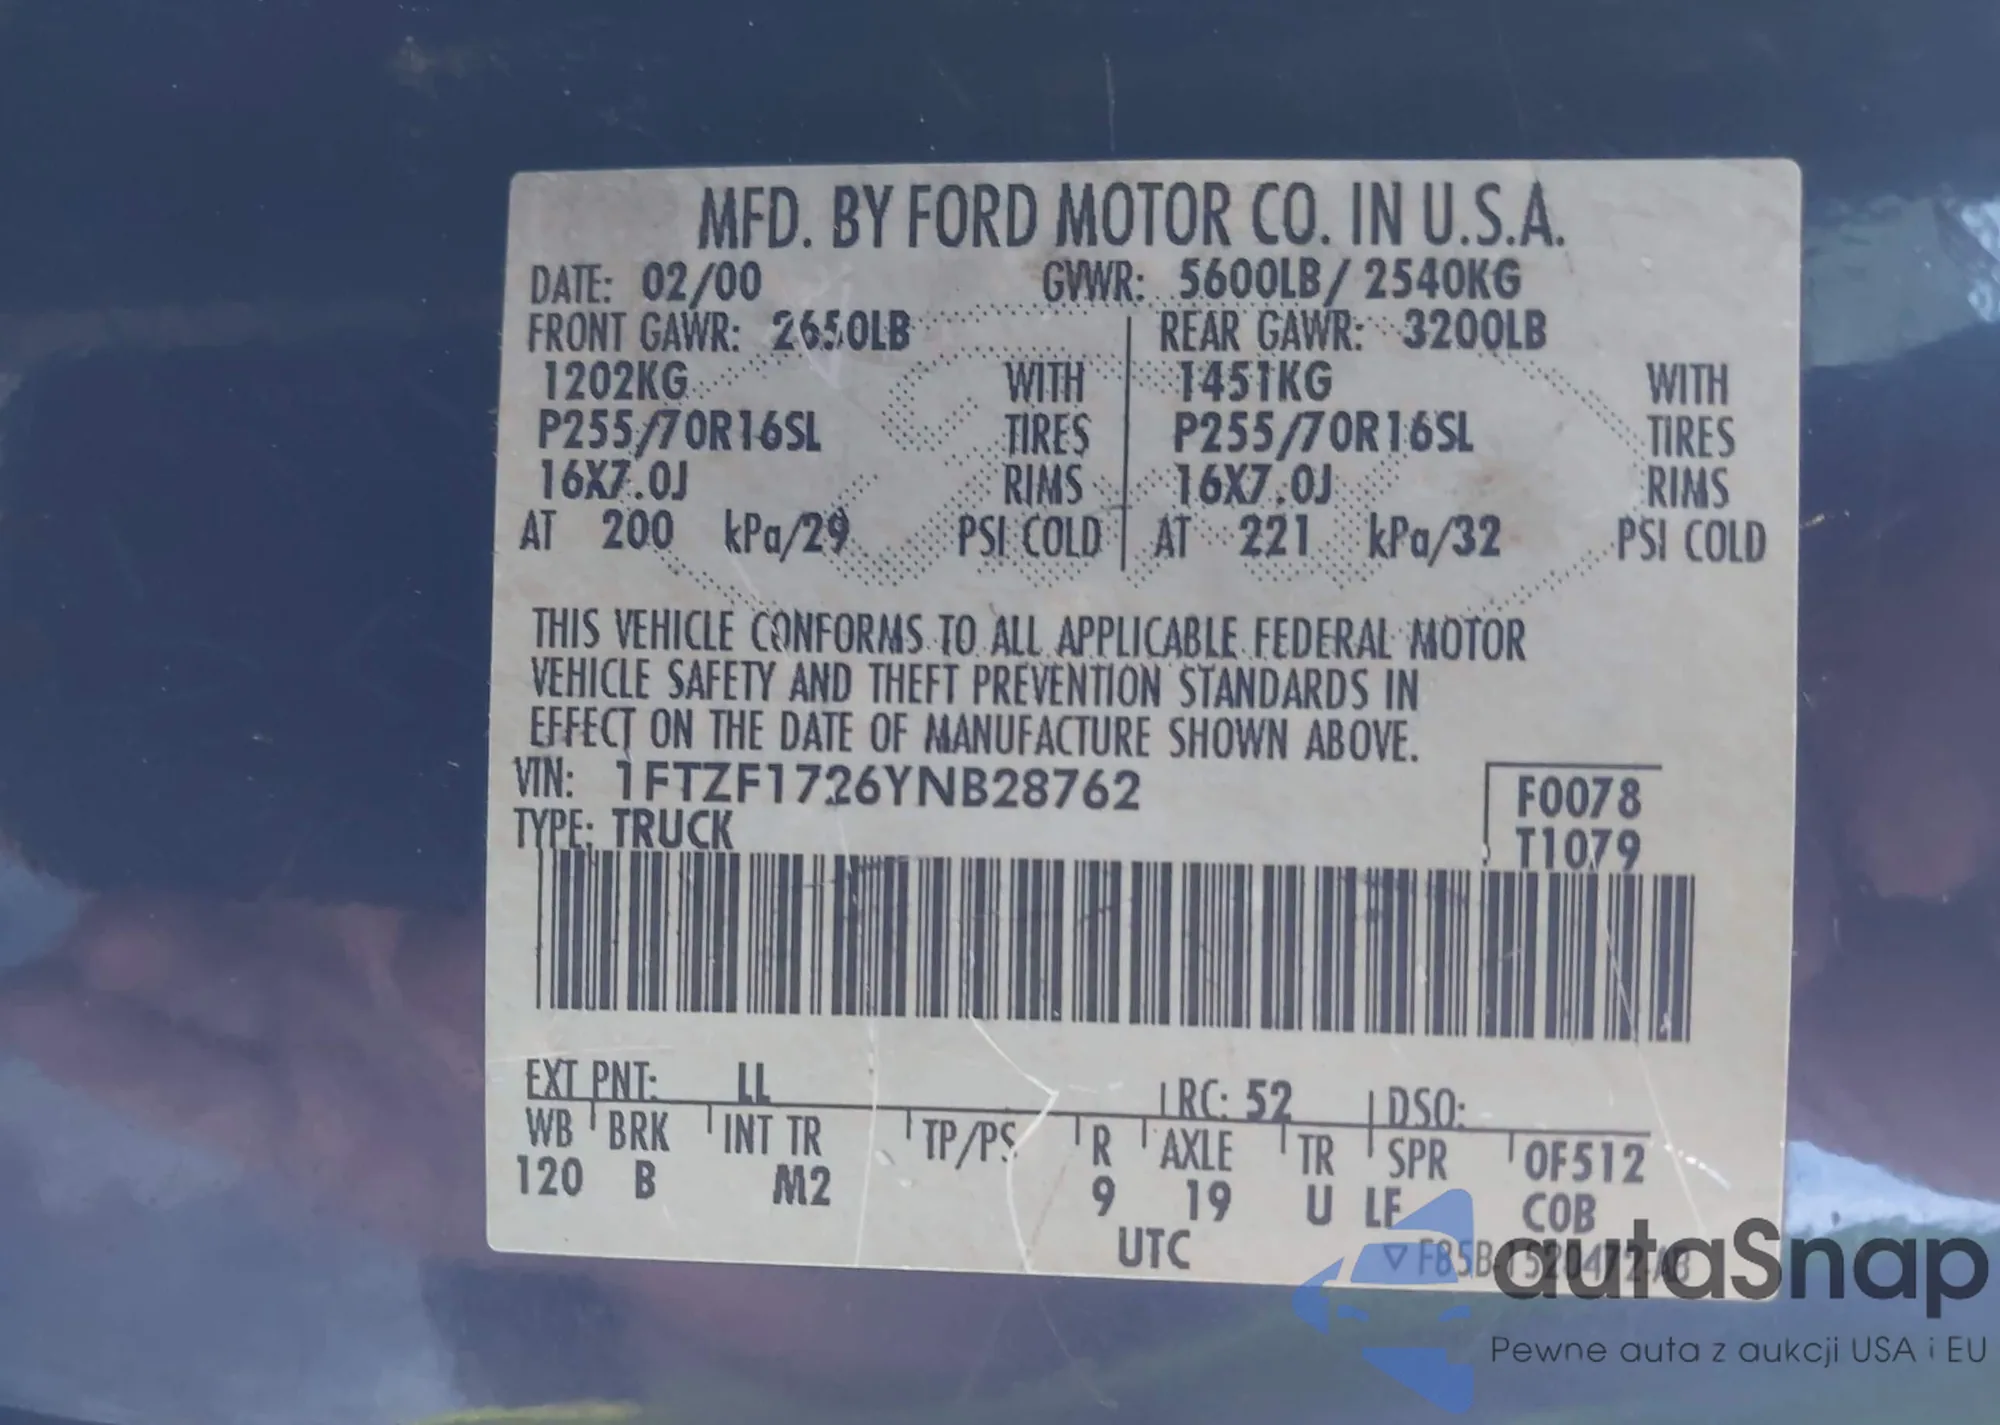 MFD. BY FORD MOTOR CO. IN U.S.A.
DATE: 02/00 GVWR: 5600LB/ 2540KG
FRONT GAWR: 2650LB REAR GAWR: 3200LB
1202KG WITH 1451KG WITH
P255/70R16SL TIRES P255/70R16SL TIRES
16X7.0J RIMS 16X7.0J RIMS
AT 200 kPa/29 PSI COLD AT 221 kPa/32 PSI COLD
THIS VEHICLE CONFORMS TO ALL APPLICABLE FEDERAL MOTOR
VEHICLE SAFETY AND THEFT PREVENTION STANDARDS IN
EFFECT ON THE DATE OF MANUFACTURE SHOWN ABOVE.
VIN: 1FTZF1726YNB28762 F0078
TYPE: TRUCK T1079
EXT PNT: LL RC: 52 DSO:
WB BRK INT TR TP/PS R AXLE TR SPR OF512
120 B M2 9 19 U LF COB
UTC ▽ F85B-1520472-AB
autaSnap
Pewne auta z aukcji USA i EU